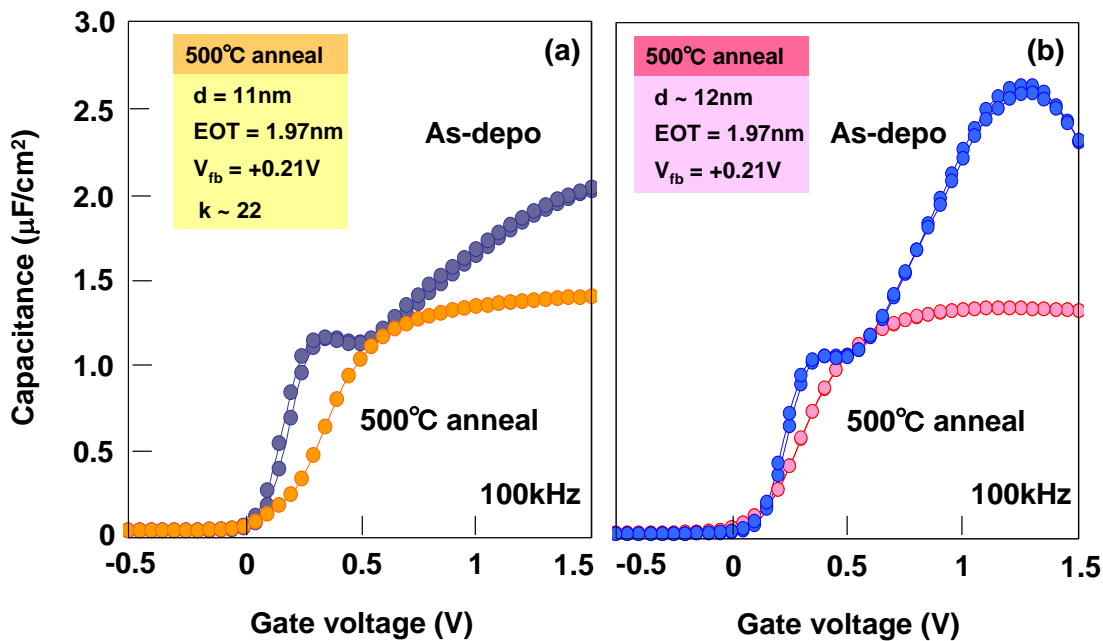 3.0
2.5
2.0
1.5
1.0
0.5
0
Capacitance (μF/cm²)
500℃ anneal
d = 11nm
EOT = 1.97nm
Vfb = +0.21V
k ~ 22
(a)
As-depo
500℃ anneal
100kHz
-0.5 0 0.5 1 1.5
Gate voltage (V)
500℃ anneal
d ~ 12nm
EOT = 1.97nm
Vfb = +0.21V
(b)
As-depo
500℃ anneal
100kHz
-0.5 0 0.5 1 1.5
Gate voltage (V)